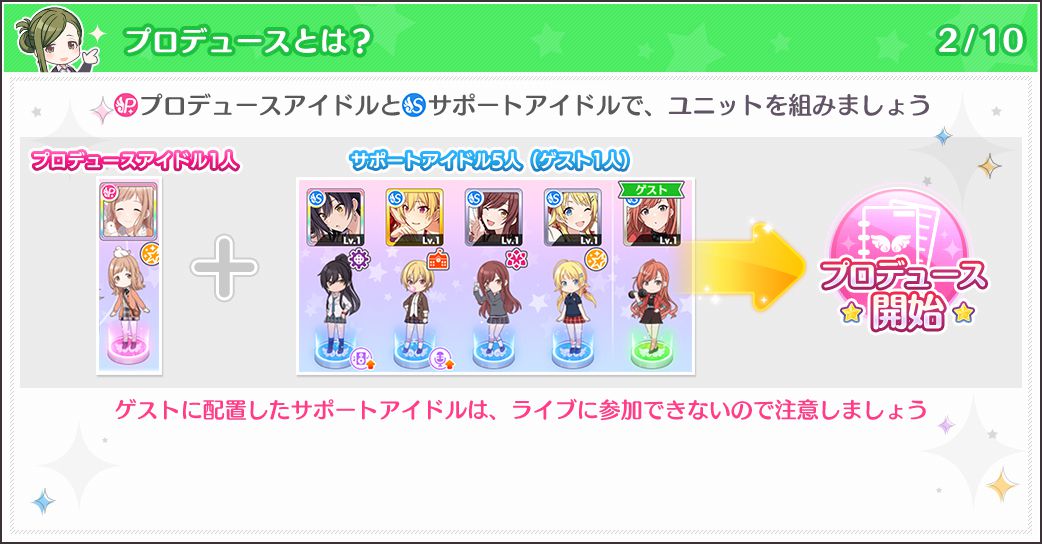 プロデュースとは?
2/10
Pプロデュースアイドルと S サポートアイドルで、ユニットを組みましょう
プロデュースアイドル1人
サポートアイドル5人(ゲスト1人)
P
S
S
S
S
ゲスト
S
Lv.1
Lv.1
Lv.1
Lv.1
Lv.1
プロデュース
開始
ゲストに配置したサポートアイドルは、ライブに参加できないので注意しましょう